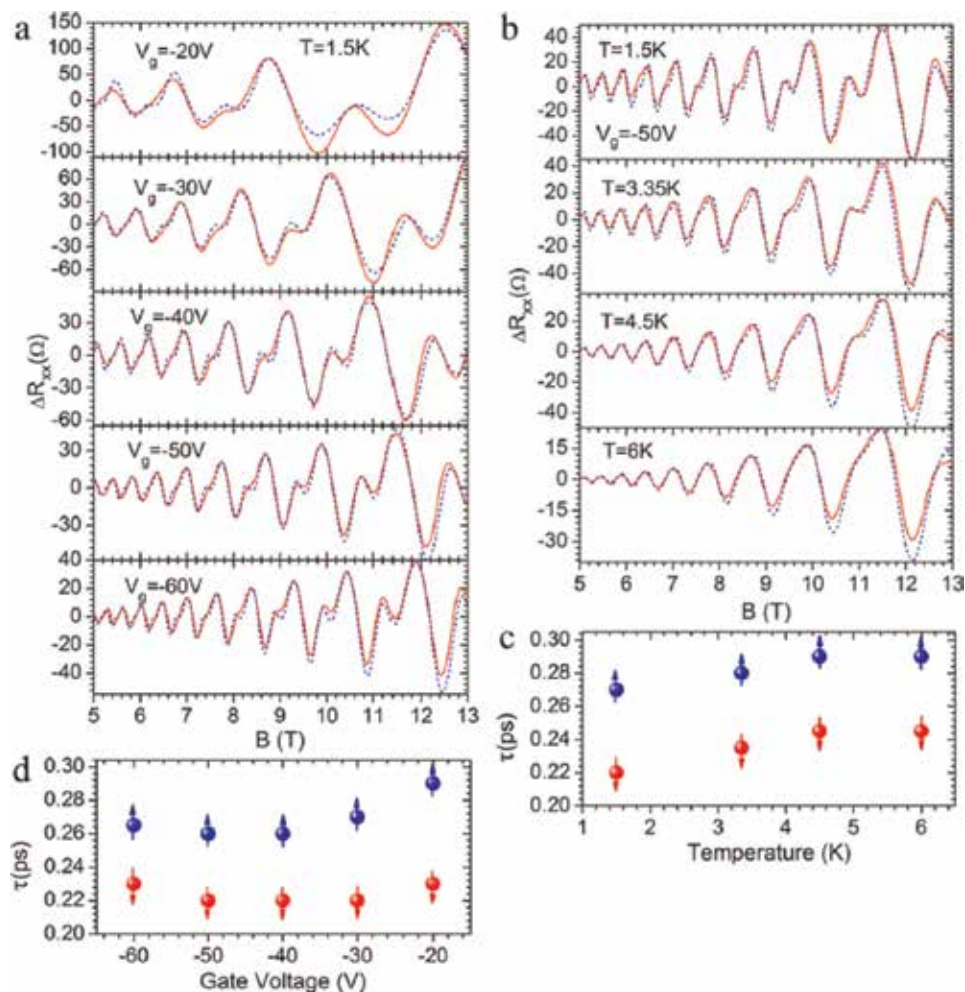 a
V_g=-20V
T=1.5K
150
100
50
0
-50
-100
V_g=-30V
60
30
0
-30
-60
V_g=-40V
30
0
-30
-60
V_g=-50V
30
0
-30
V_g=-60V
40
20
0
-20
-40
ΔR_xx(Ω)
5 6 7 8 9 10 11 12 13
B (T)
b
T=1.5K
V_g=-50V
40
20
0
-20
-40
T=3.35K
40
20
0
-20
-40
T=4.5K
20
0
-20
-40
T=6K
15
0
-15
-30
ΔR_xx(Ω)
5 6 7 8 9 10 11 12 13
B (T)
c
0.30
0.28
0.26
0.24
0.22
0.20
τ(ps)
1 2 3 4 5 6
Temperature (K)
d
0.30
0.28
0.26
0.24
0.22
0.20
τ(ps)
-60 -50 -40 -30 -20
Gate Voltage (V)